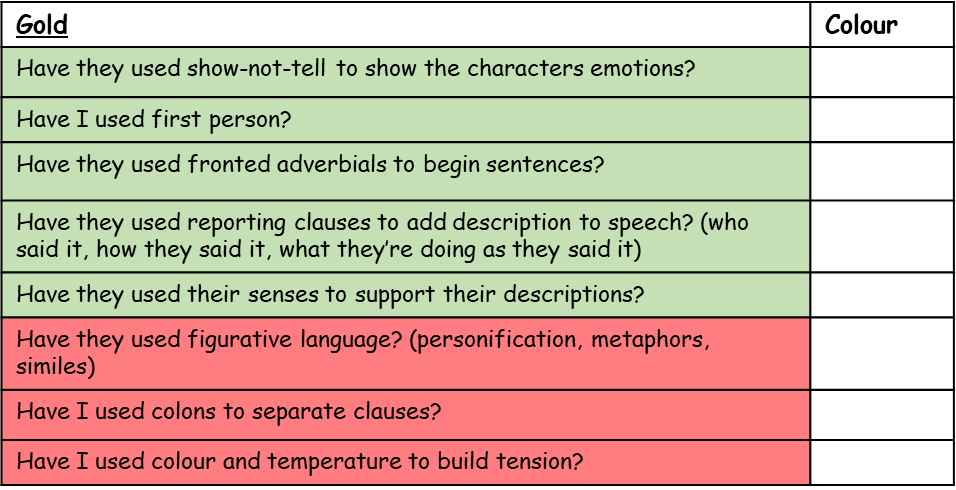 Gold Colour
Have they used show-not-tell to show the characters emotions?
Have I used first person?
Have they used fronted adverbials to begin sentences?
Have they used reporting clauses to add description to speech? (who
said it, how they said it, what they're doing as they said it)
Have they used their senses to support their descriptions?
Have they used figurative language? (personification, metaphors,
similes)
Have I used colons to separate clauses?
Have I used colour and temperature to build tension?